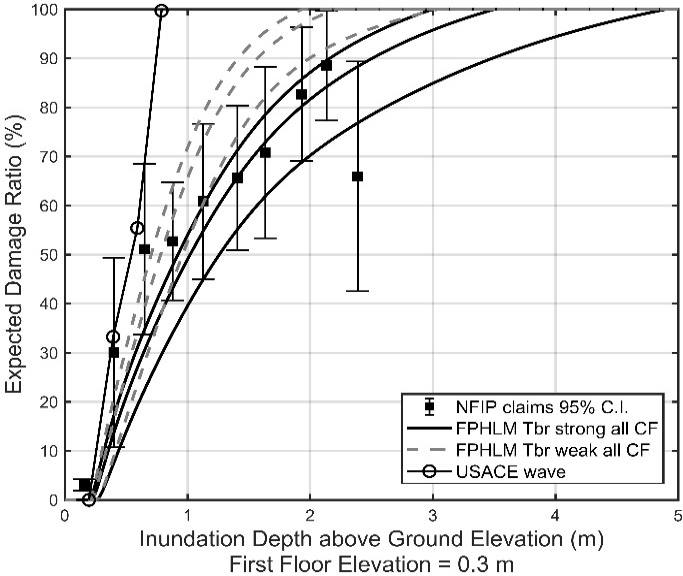 100
90
80
70
60
50
40
30
20
10
0
Expected Damage Ratio (%)
NFIP claims 95% C.I.
FPHLM Tbr strong all CF
FPHLM Tbr weak all CF
USACE wave
0 1 2 3 4 5
Inundation Depth above Ground Elevation (m)
First Floor Elevation = 0.3 m